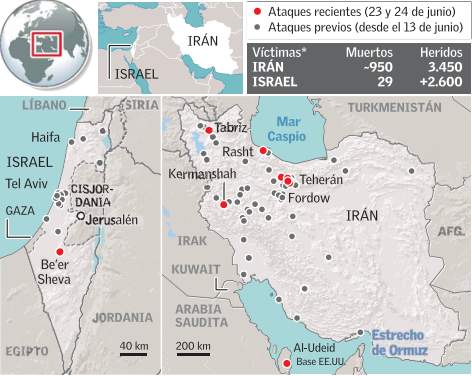 IRÁN
ISRAEL
Ataques recientes (23 y 24 de junio)
Ataques previos (desde el 13 de junio)
Víctimas* Muertos Heridos
IRÁN ~950 3.450
ISRAEL 29 +2.600
LÍBANO
SIRIA
Haifa
ISRAEL
Tel Aviv
CISJOR-
DANIA
GAZA
Jerusalén
Be'er
Sheva
JORDANIA
EGIPTO
40 km
TURKMENISTÁN
Mar
Caspio
Tabriz
Rasht
Kermanshah
Teherán
Fordow
IRÁN
IRAK
AFG.
KUWAIT
ARABIA
SAUDITA
Estrecho
de Ormuz
200 km
Al-Udeid
Base EE.UU.